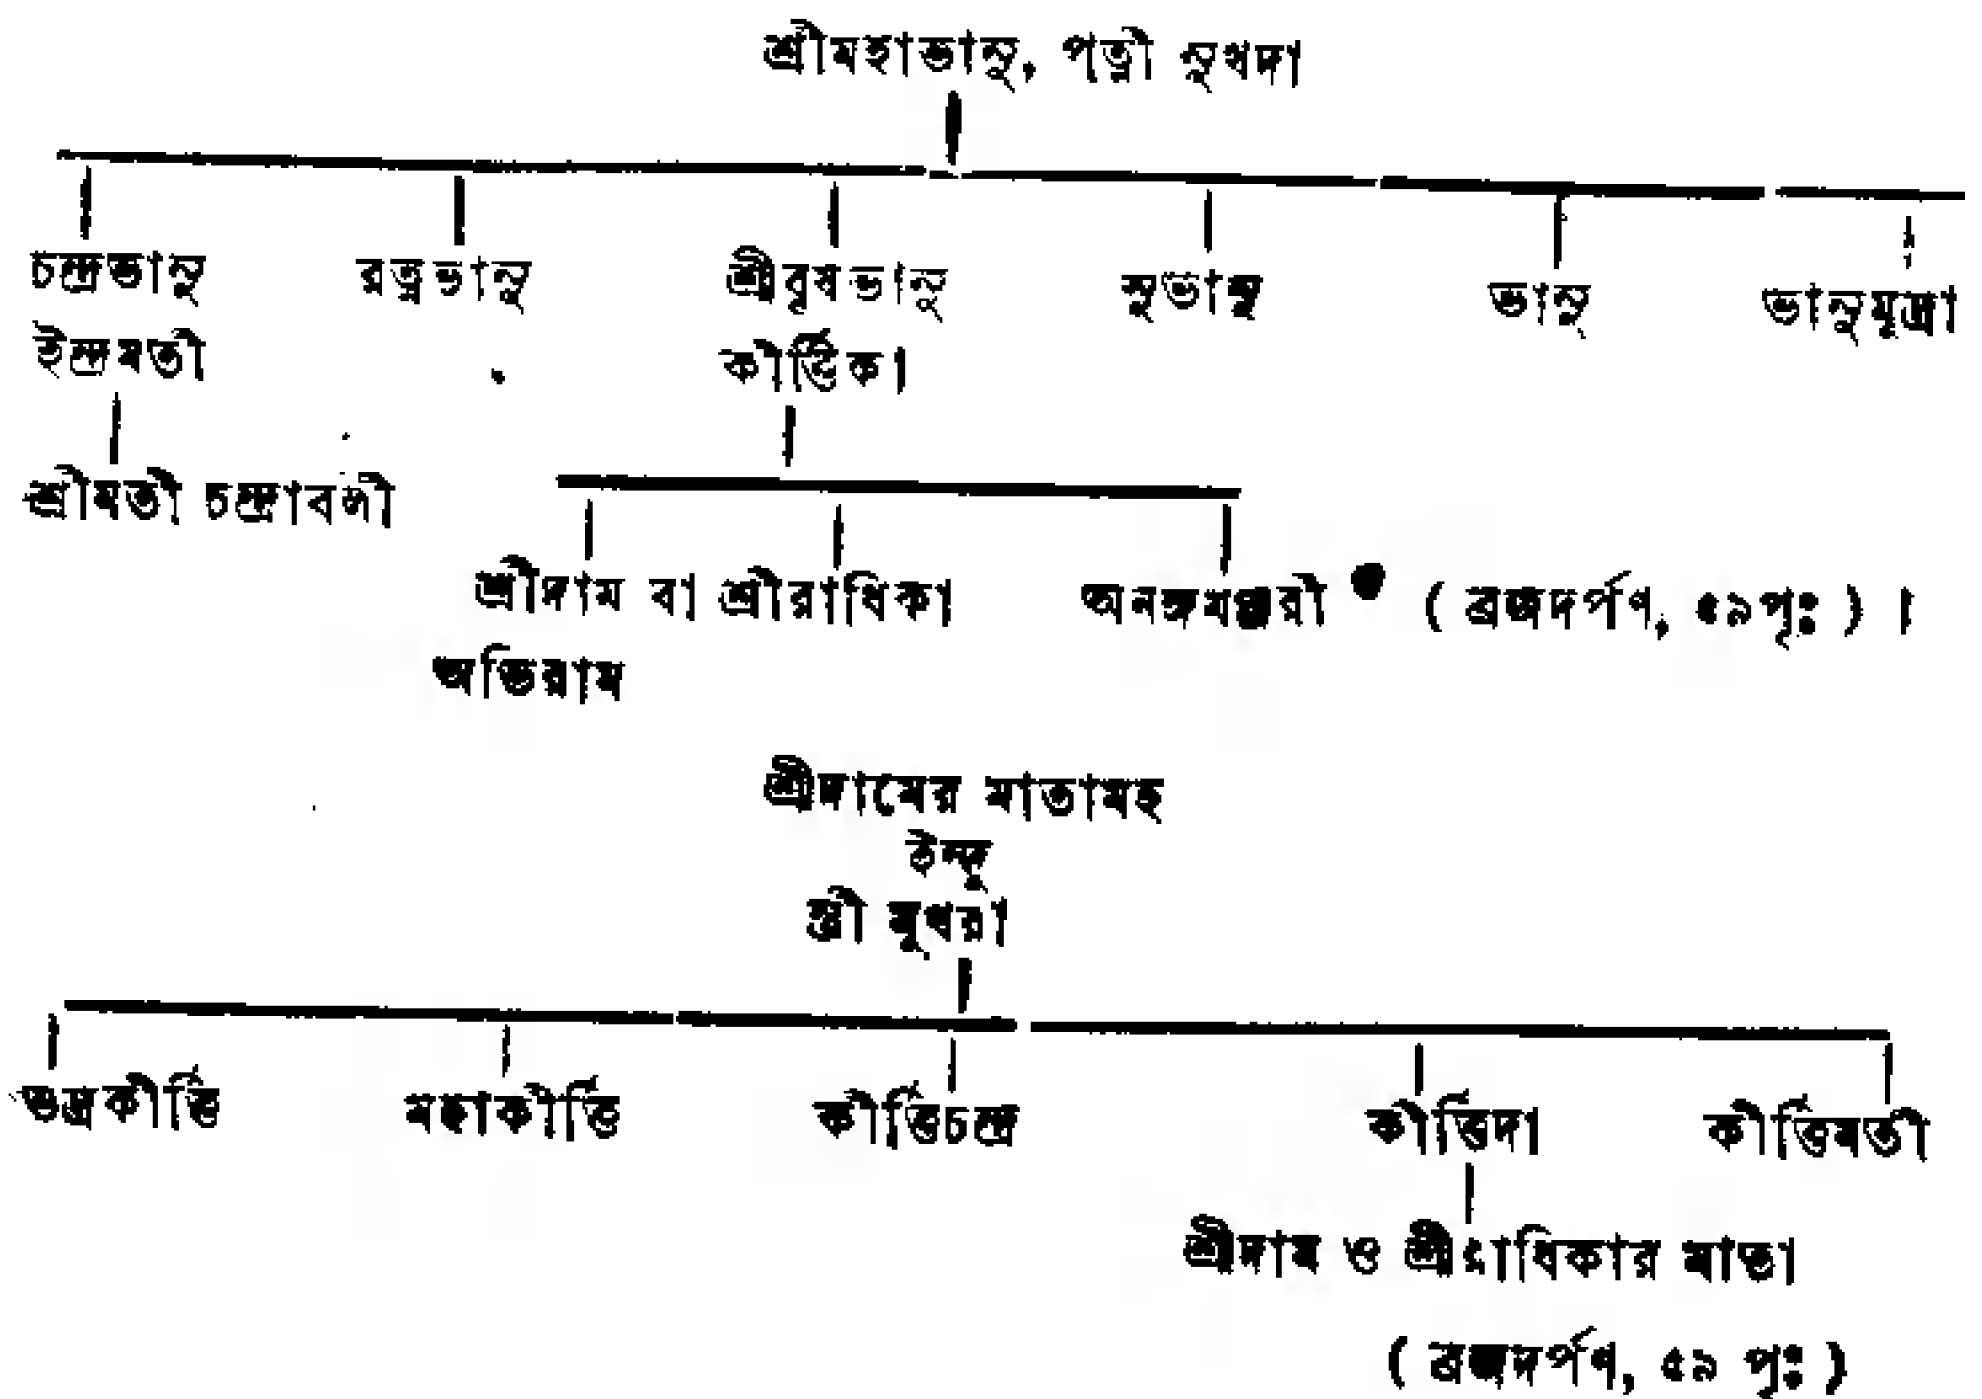 শ্রীমহাভানু, পত্নী সুখদা
চন্দ্রভানু রত্নভানু শ্রীবৃষভানু সুভানু ভানু ভানুমুদ্রা
ইন্দুমতী কীর্ত্তিকা
শ্রীমতী চন্দ্রাবলী
শ্রীদাম বা শ্রীরাধিকা অনঙ্গমঞ্জরী ( ব্রজদর্পণ, ৫৯পৃঃ ) ।
অভিরাম
শ্রীদামের মাতামহ
ইন্দু
স্ত্রী মুখরা
ভদ্রকীর্ত্তি মহাকীর্ত্তি কীর্ত্তিচন্দ্র কীর্ত্তিদা কীর্ত্তিমতী
শ্রীদাম ও শ্রীরাধিকার মাতা
( ব্রজদর্পণ, ৫৯ পৃঃ )